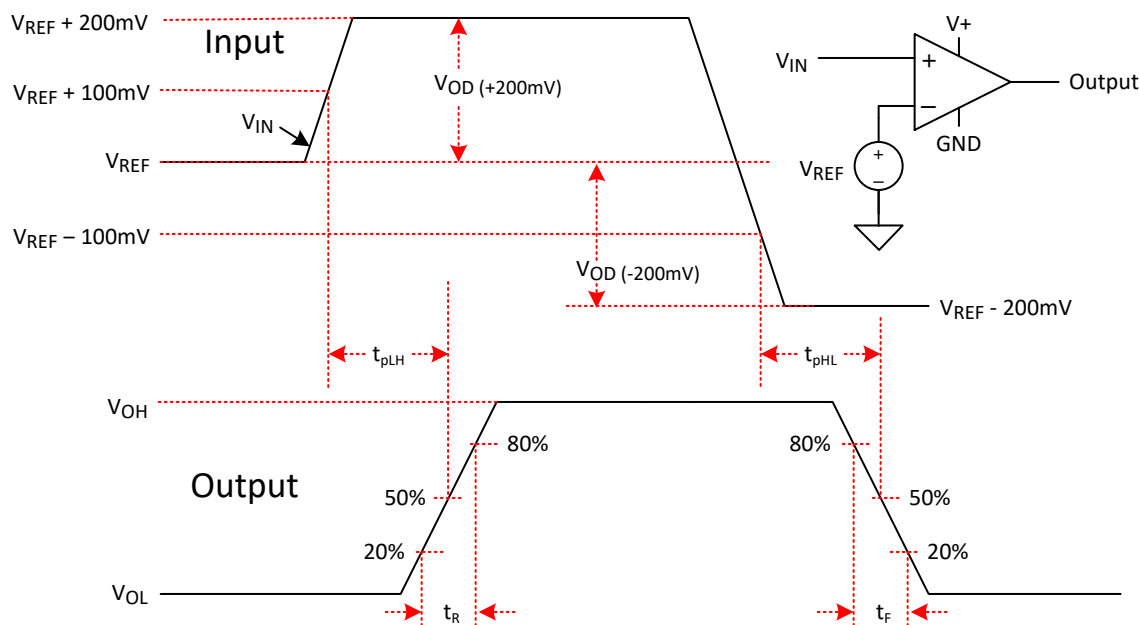 VREF + 200mV
Input
V+
VIN
+
Output
VOD (+200mV)
VREF + 100mV
−
VIN
GND
VREF
VREF
+
−
VREF – 100mV
VOD (-200mV)
VREF - 200mV
tpLH
tpHL
VOH
80%
80%
Output
50%
50%
20%
20%
VOL
tR
tF